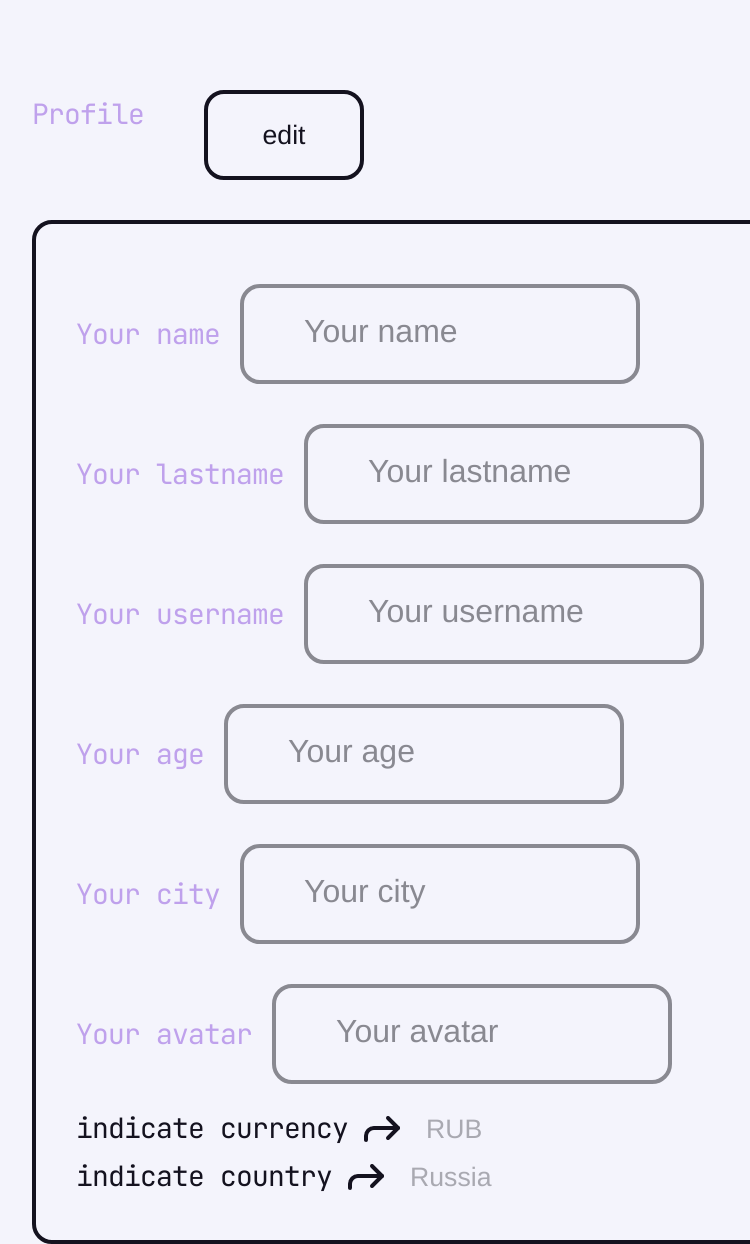 Profile edit
Your name Your name
Your lastname Your lastname
Your username Your username
Your age Your age
Your city Your city
Your avatar Your avatar
indicate currency RUB
indicate country Russia